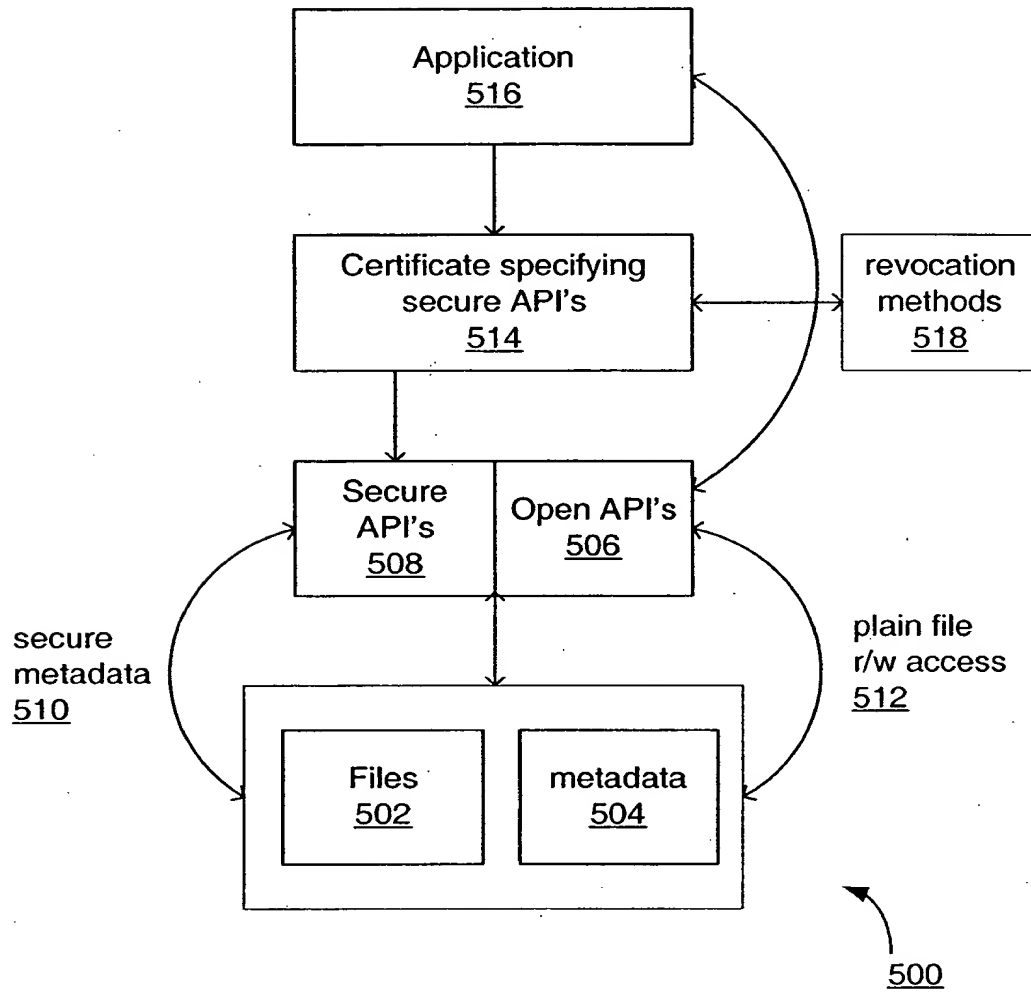 Application
516
Certificate specifying
secure API's
514
revocation
methods
518
Secure
API's
508
Open API's
506
secure
metadata
510
plain file
r/w access
512
Files
502
metadata
504
500